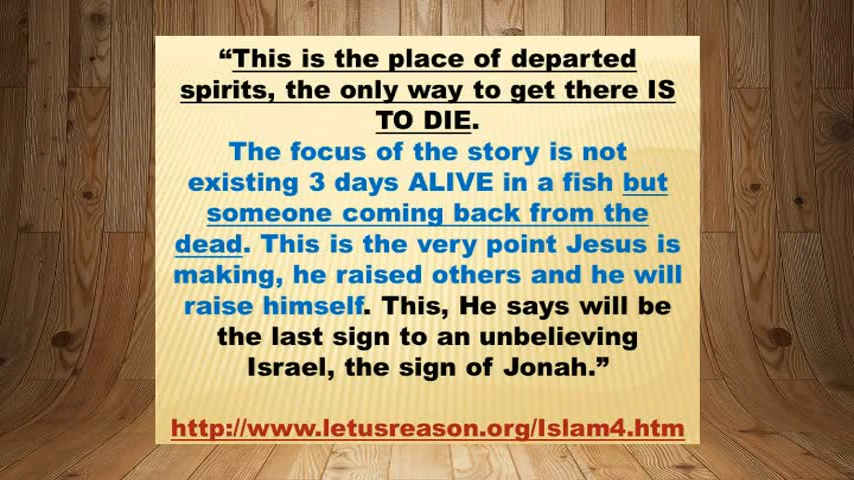 “This is the place of departed
spirits, the only way to get there IS
TO DIE.
The focus of the story is not
existing 3 days ALIVE in a fish but
someone coming back from the
dead. This is the very point Jesus is
making, he raised others and he will
raise himself. This, He says will be
the last sign to an unbelieving
Israel, the sign of Jonah.”
http://www.letusreason.org/Islam4.htm